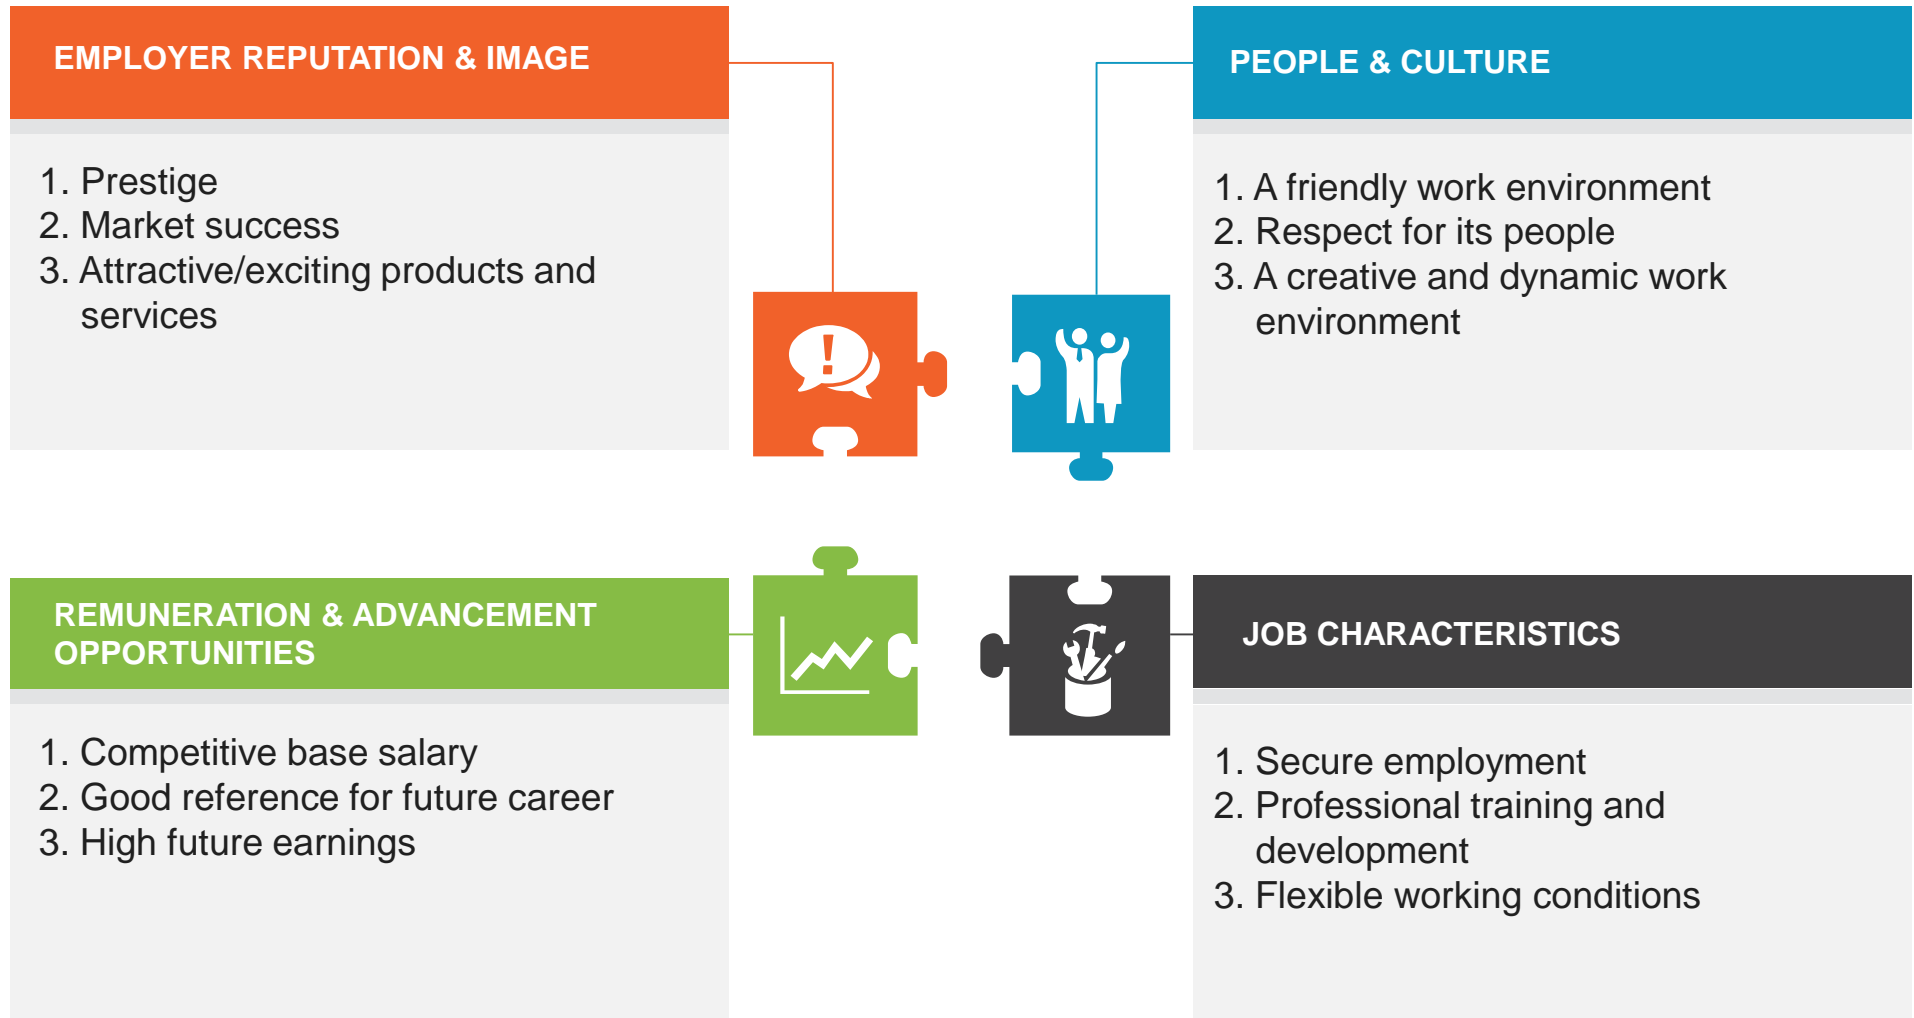 EMPLOYER REPUTATION & IMAGE
1. Prestige
2. Market success
3. Attractive/exciting products and
services
PEOPLE & CULTURE
1. A friendly work environment
2. Respect for its people
3. A creative and dynamic work
environment
!
REMUNERATION & ADVANCEMENT
OPPORTUNITIES
1. Competitive base salary
2. Good reference for future career
3. High future earnings
JOB CHARACTERISTICS
1. Secure employment
2. Professional training and
development
3. Flexible working conditions